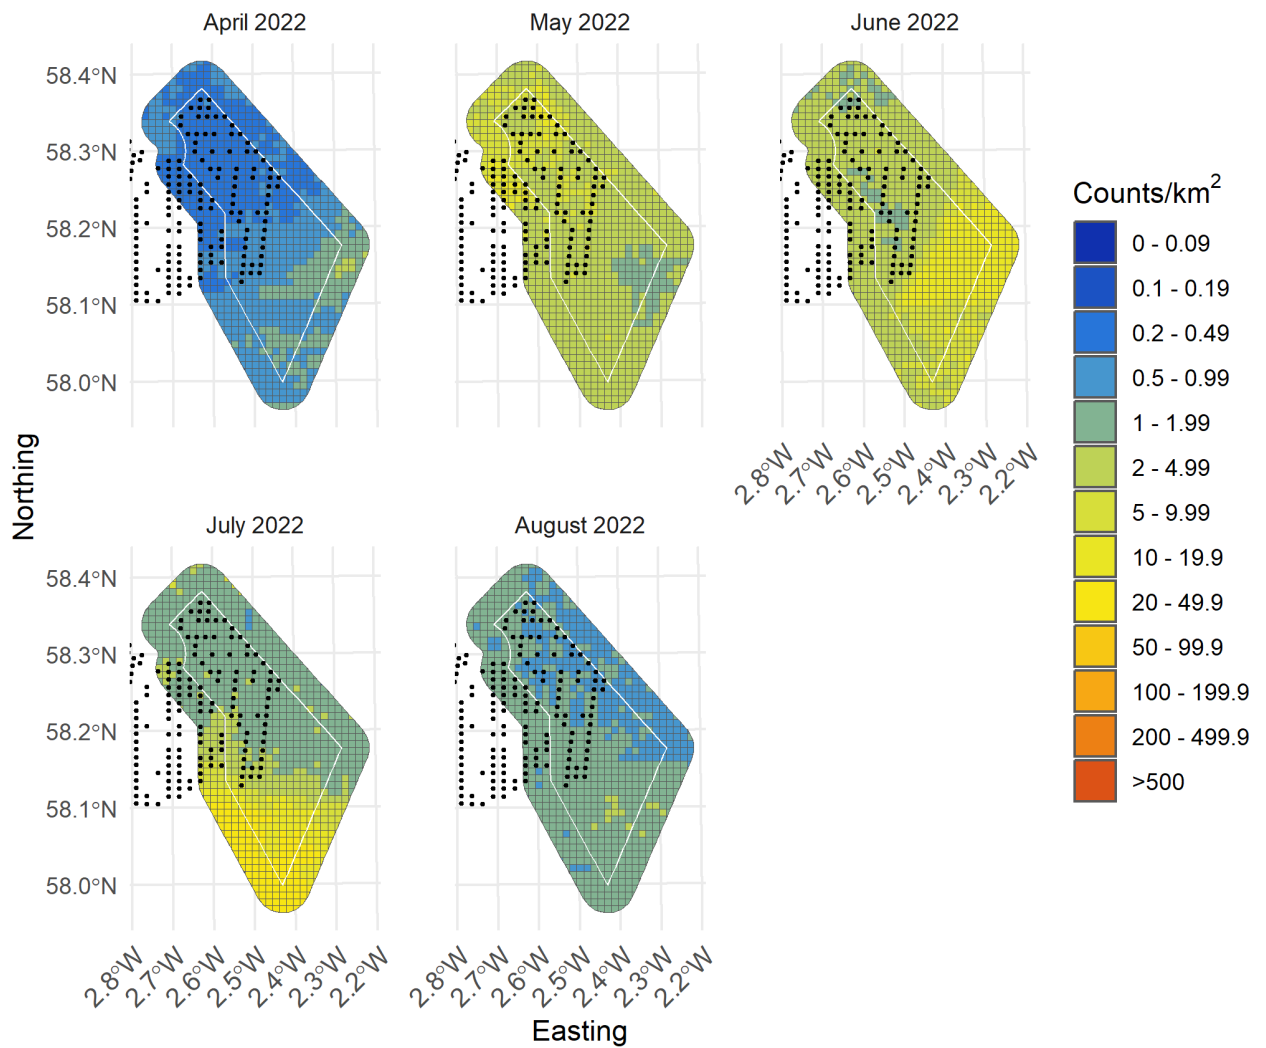 April 2022
May 2022
June 2022
58.4°N
58.3°N
58.2°N
58.1°N
58.0°N
2.8°W
2.7°W
2.6°W
2.5°W
2.4°W
2.3°W
2.2°W
July 2022
August 2022
58.4°N
58.3°N
58.2°N
58.1°N
58.0°N
2.8°W
2.7°W
2.6°W
2.5°W
2.4°W
2.3°W
2.2°W
2.8°W
2.7°W
2.6°W
2.5°W
2.4°W
2.3°W
2.2°W
Northing
Easting
Counts/km²
0 - 0.09
0.1 - 0.19
0.2 - 0.49
0.5 - 0.99
1 - 1.99
2 - 4.99
5 - 9.99
10 - 19.9
20 - 49.9
50 - 99.9
100 - 199.9
200 - 499.9
>500